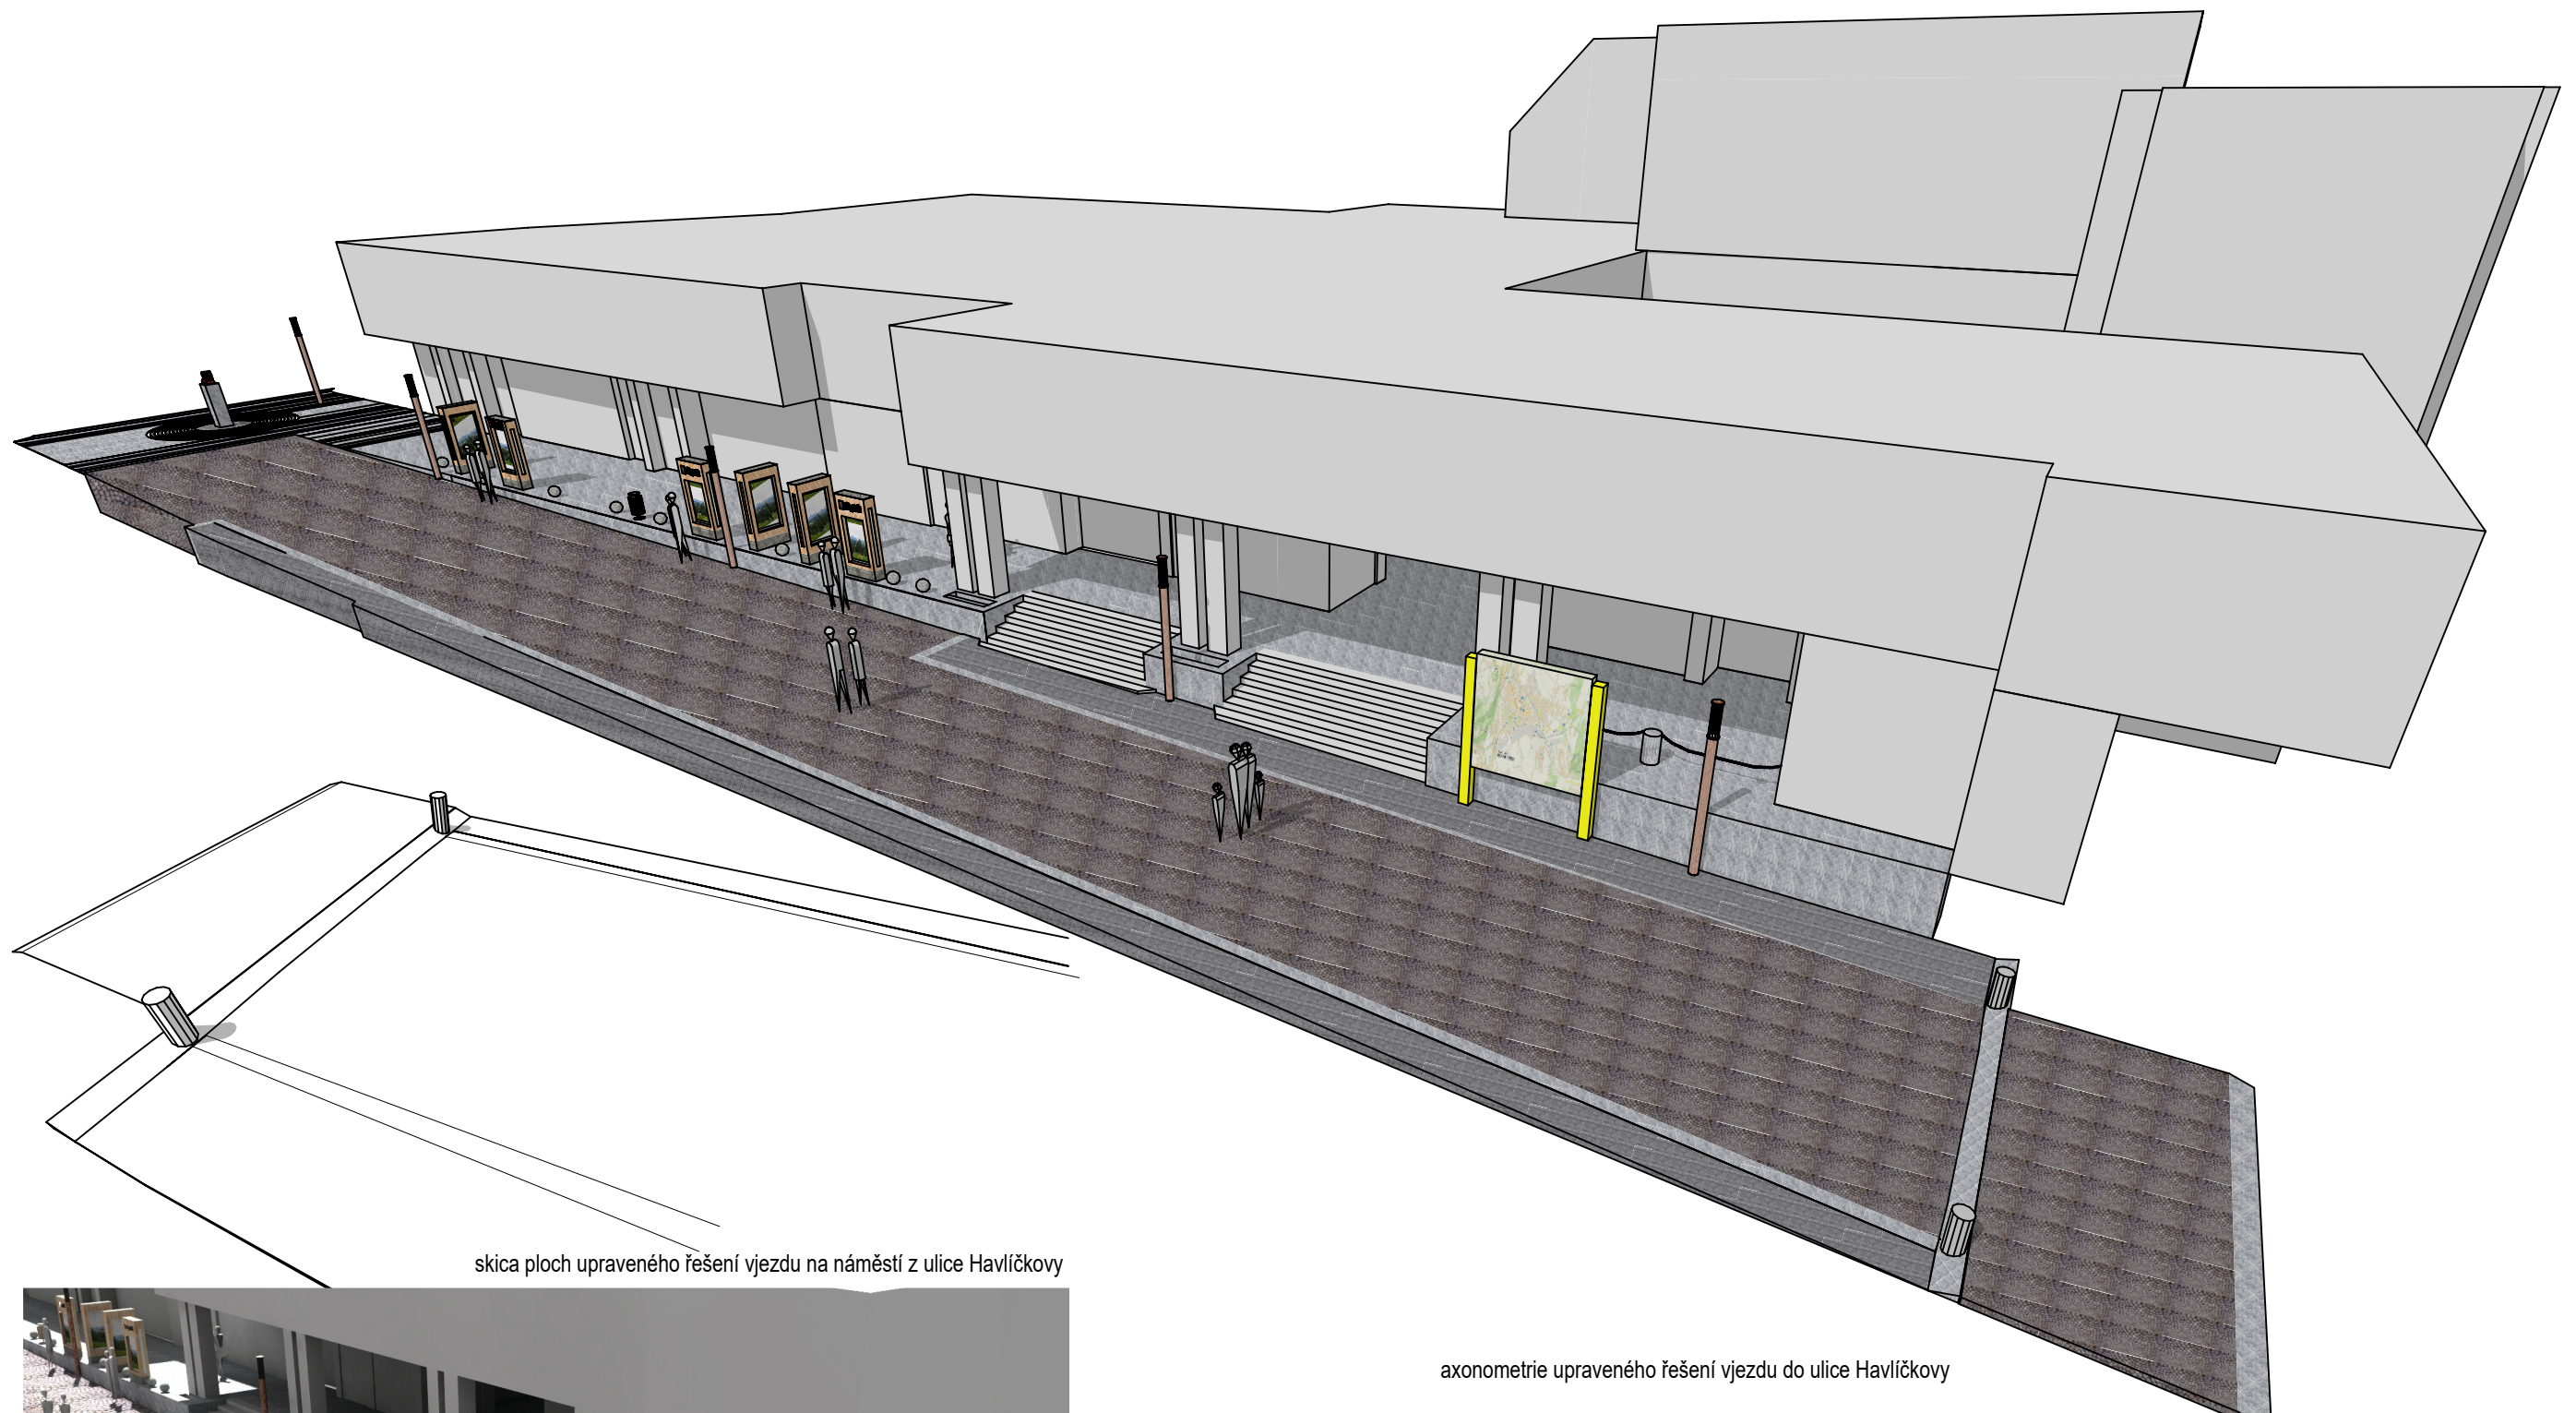 skica ploch upraveného řešení vjezdu na náměstí z ulice Havlíčkovy
axonometrie upraveného řešení vjezdu do ulice Havlíčkovy